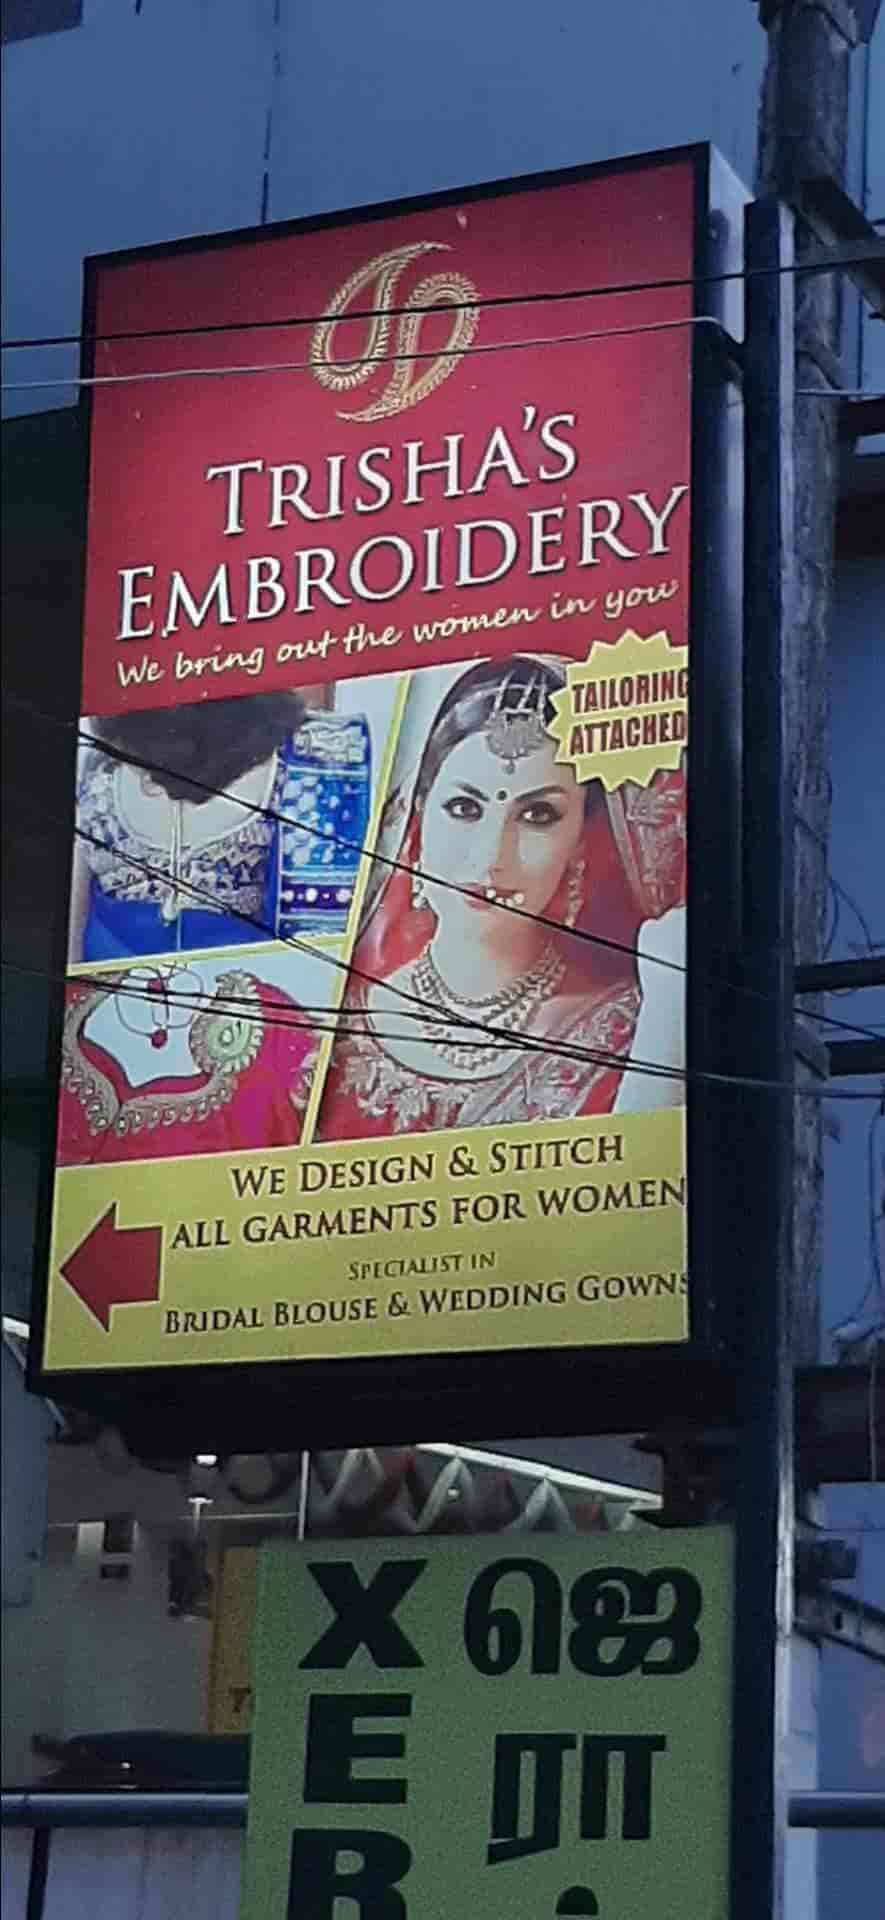 TRISHA'S
EMBROIDERY
We bring out the women in you
TAILORING
ATTACHED
WE DESIGN & STITCH
ALL GARMENTS FOR WOMEN
SPECIALIST IN
BRIDAL BLOUSE & WEDDING GOWNS
X ஜெ
E ரா
R